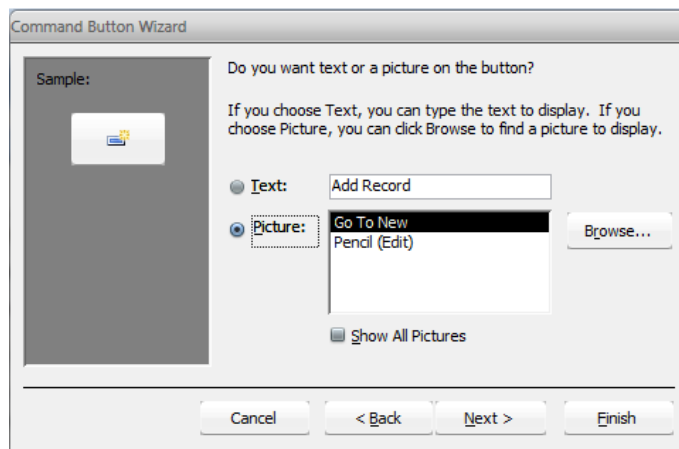 Command Button Wizard
Sample:
Do you want text or a picture on the button?
If you choose Text, you can type the text to display. If you
choose Picture, you can click Browse to find a picture to display.
Text:
Add Record
Picture:
Go To New
Pencil (Edit)
Browse...
Show All Pictures
Cancel
< Back
Next >
Finish